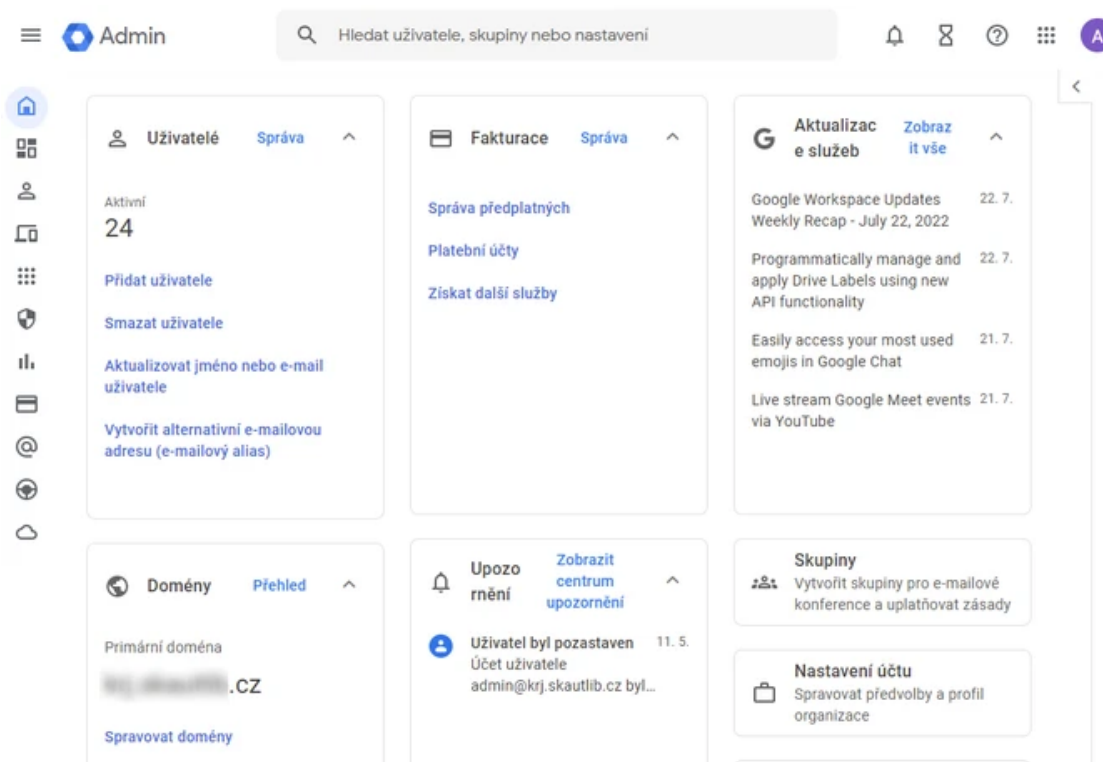 Admin
Hledat uživatele, skupiny nebo nastavení
A
Uživatelé
Správa
Aktivní
24
Přidat uživatele
Smazat uživatele
Aktualizovat jméno nebo e-mail
uživatele
Vytvořit alternativní e-mailovou
adresu (e-mailový alias)
Fakturace
Správa
Správa předplatných
Platební účty
Získat další služby
Aktualizac
e služeb
Zobraz
it vše
Google Workspace Updates 22. 7.
Weekly Recap - July 22, 2022
Programmatically manage and 22. 7.
apply Drive Labels using new
API functionality
Easily access your most used 21. 7.
emojis in Google Chat
Live stream Google Meet events 21. 7.
via YouTube
Domény
Přehled
Primární doména
.cz
Spravovat domény
Upozo
rnění
Zobrazit
centrum
upozornění
Uživatel byl pozastaven 11. 5.
Účet uživatele
admin@krj.skautlib.cz byl...
Skupiny
Vytvořit skupiny pro e-mailové
konference a uplatňovat zásady
Nastavení účtu
Spravovat předvolby a profil
organizace